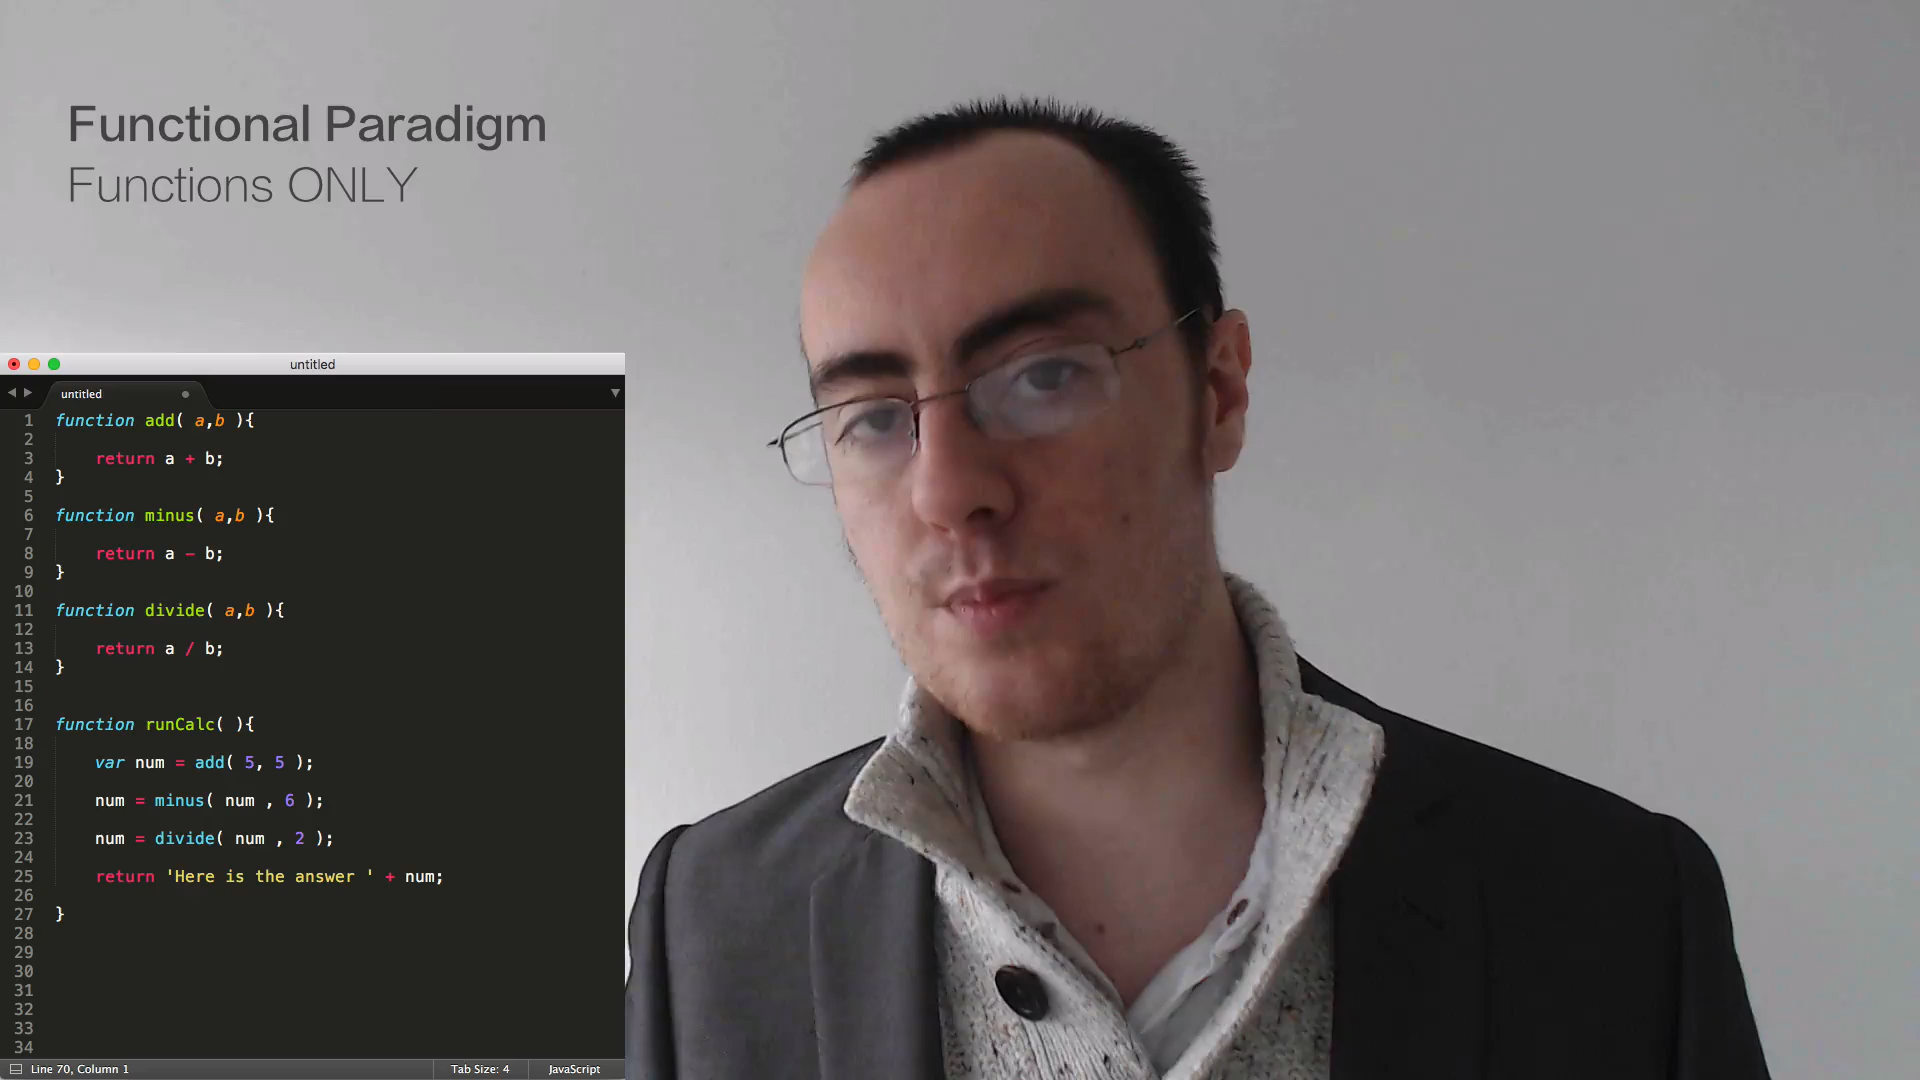 Functional Paradigm
Functions ONLY
untitled
untitled
1 function add( a,b ){
2
3 return a + b;
4 }
5
6 function minus( a,b ){
7
8 return a - b;
9 }
10
11 function divide( a,b ){
12
13 return a / b;
14 }
15
16
17 function runCalc( ){
18
19 var num = add( 5, 5 );
20
21 num = minus( num , 6 );
22
23 num = divide( num , 2 );
24
25 return 'Here is the answer ' + num;
26
27 }
28
29
30
31
32
33
34
Line 70, Column 1 Tab Size: 4 JavaScript